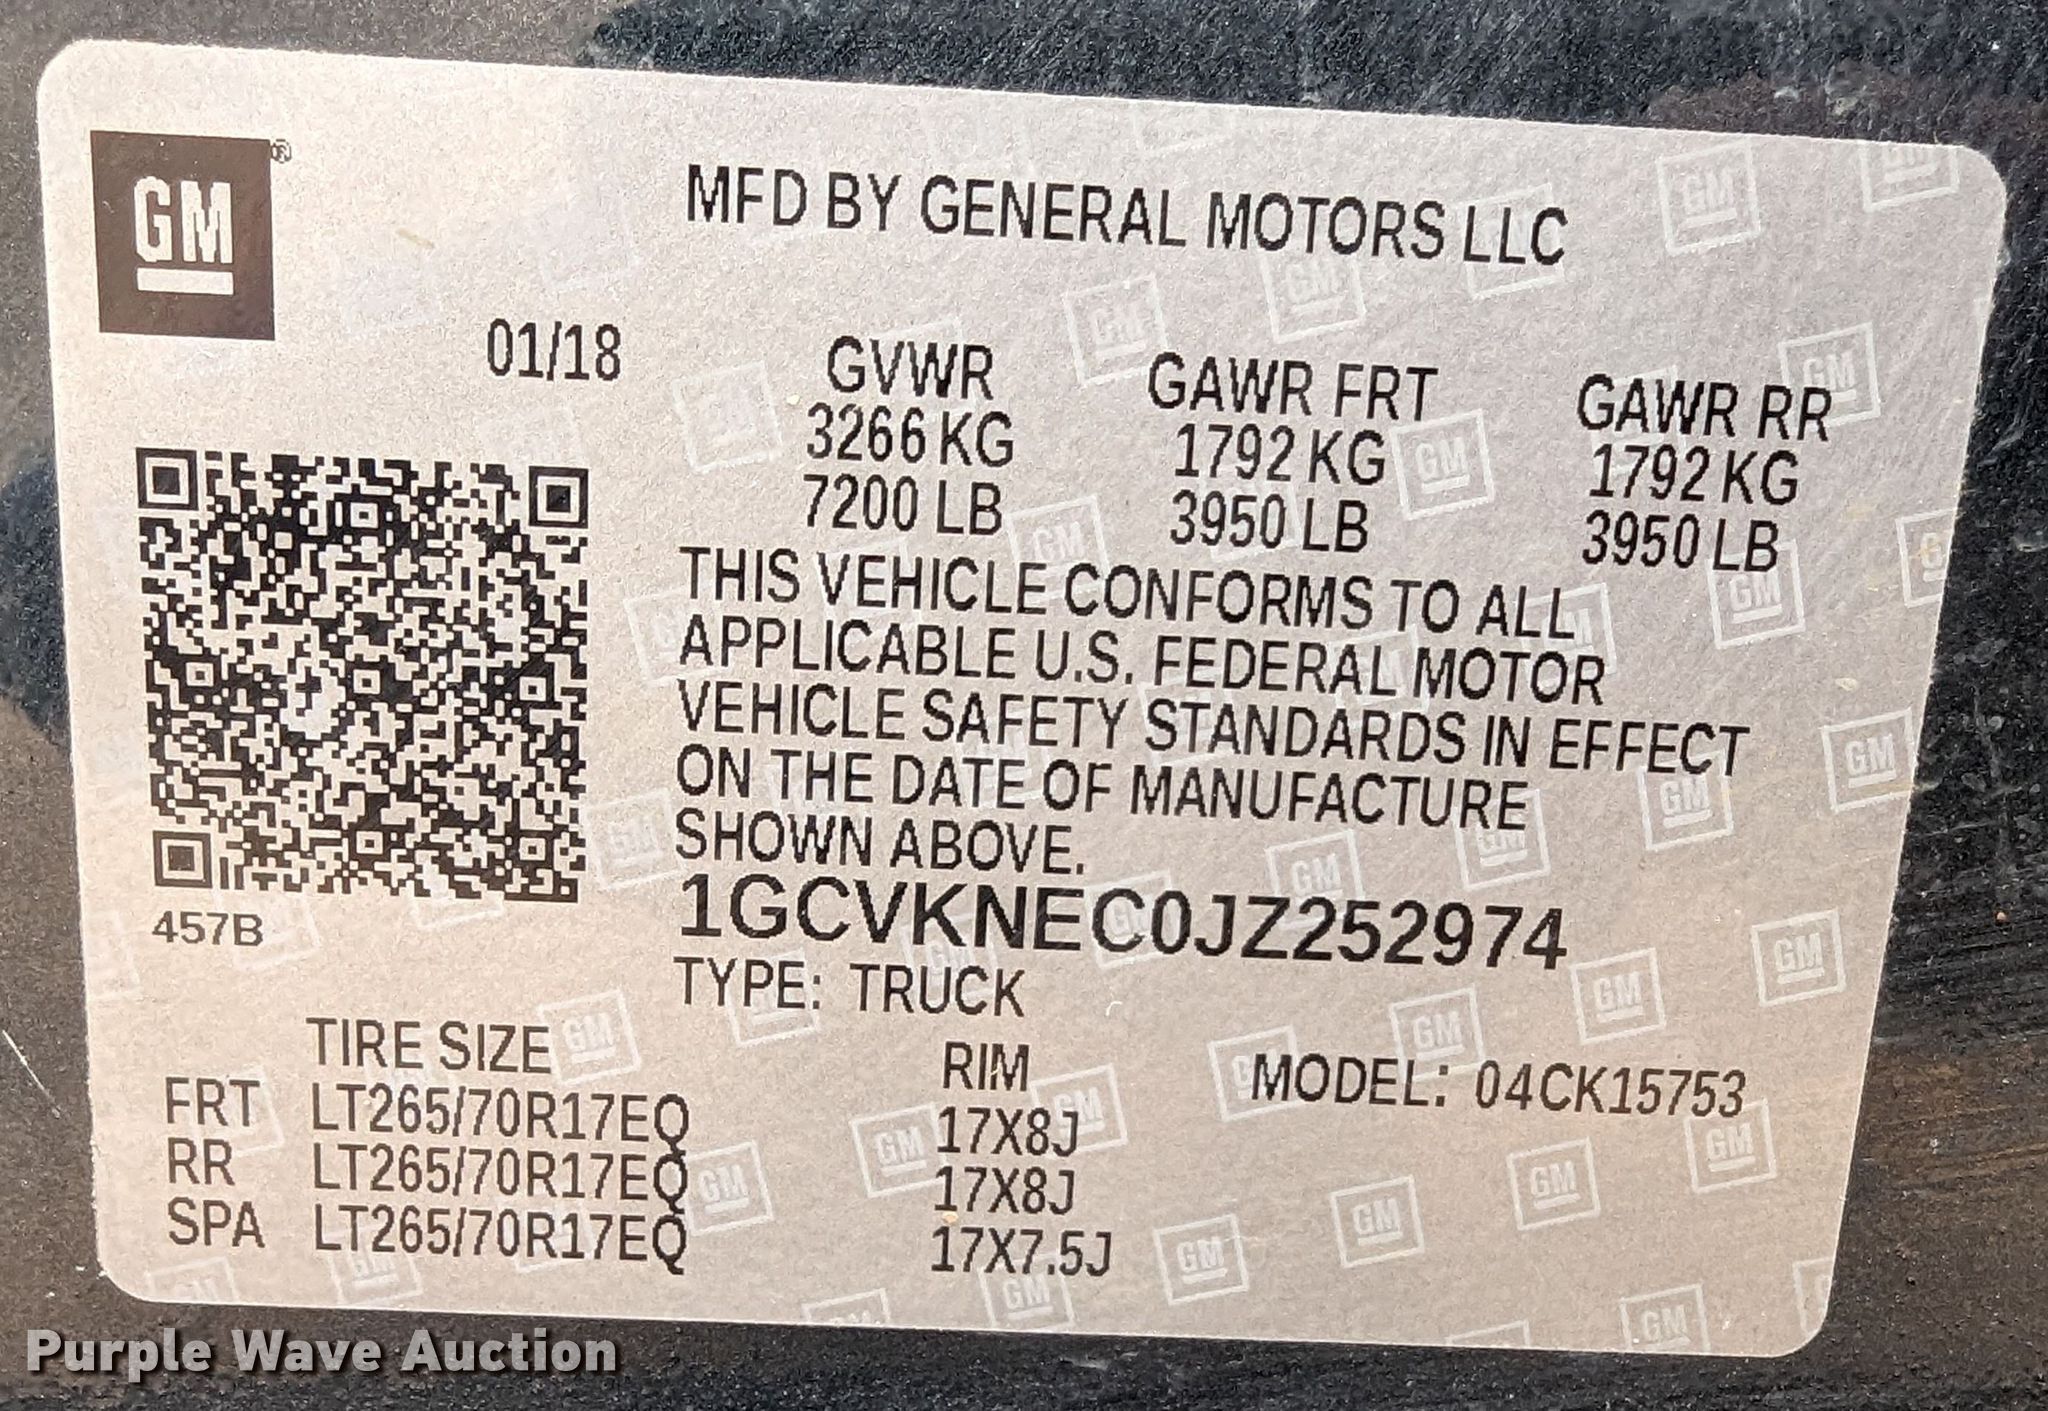 GM
MFD BY GENERAL MOTORS LLC
01/18
GVWR GAWR FRT GAWR RR
3266 KG 1792 KG 1792 KG
7200 LB 3950 LB 3950 LB
THIS VEHICLE CONFORMS TO ALL
APPLICABLE U.S. FEDERAL MOTOR
VEHICLE SAFETY STANDARDS IN EFFECT
ON THE DATE OF MANUFACTURE
SHOWN ABOVE.
457B
1GCVKNEC0JZ252974
TYPE: TRUCK
TIRE SIZE RIM MODEL: 04CK15753
FRT LT265/70R17EQ 17X8J
RR LT265/70R17EQ 17X8J
SPA LT265/70R17EQ 17X7.5J
Purple Wave Auction